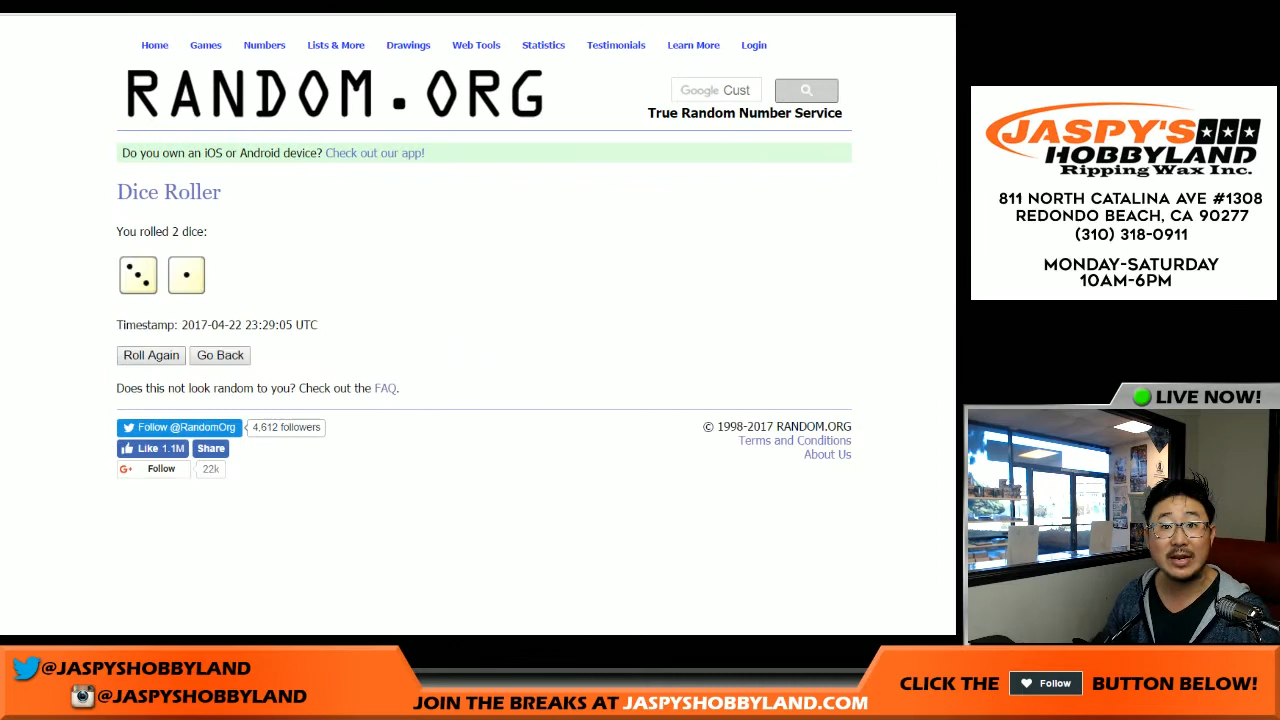 Home Games Numbers Lists & More Drawings Web Tools Statistics Testimonials Learn More Login
RANDOM.ORG
Google Cust
True Random Number Service
Do you own an iOS or Android device? Check out our app!
Dice Roller
You rolled 2 dice:
Timestamp: 2017-04-22 23:29:05 UTC
Roll Again Go Back
Does this not look random to you? Check out the FAQ.
Follow @RandomOrg 4,612 followers
Like 1.1M Share
G+ Follow 22k
© 1998-2017 RANDOM.ORG
Terms and Conditions
About Us
JASPY'S
HOBBYLAND
Ripping Wax Inc.
811 NORTH CATALINA AVE #1308
REDONDO BEACH, CA 90277
(310) 318-0911
MONDAY-SATURDAY
10AM-6PM
LIVE NOW!
@JASPYSHOBBYLAND
@JASPYSHOBBYLAND
JOIN THE BREAKS AT JASPYSHOBBYLAND.COM
CLICK THE Follow BUTTON BELOW!